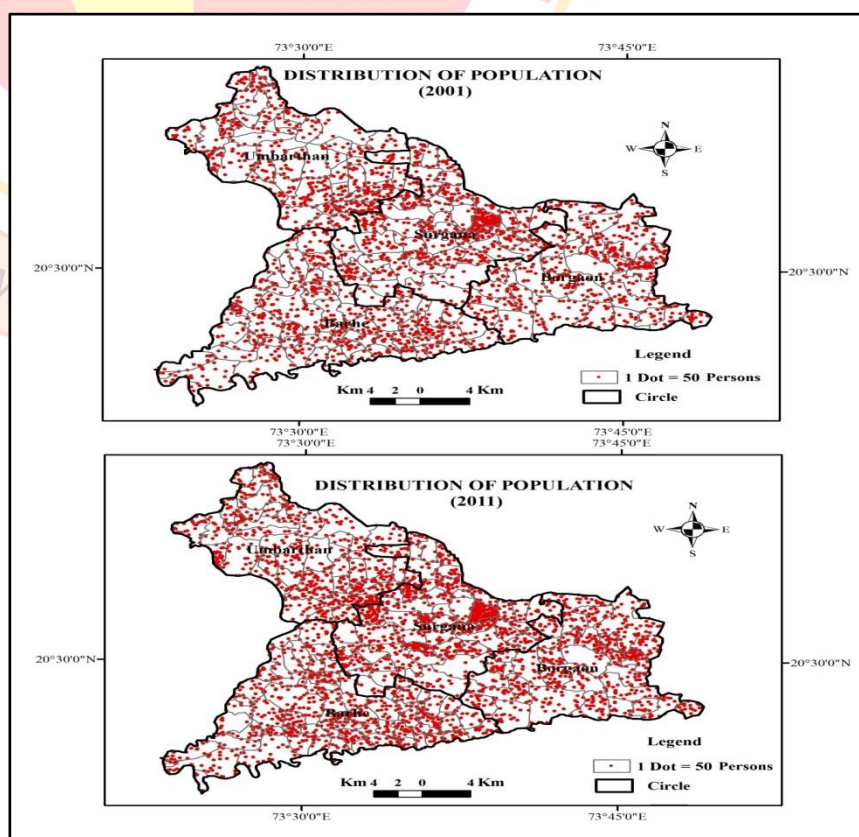 73°30'0"E 73°45'0"E
DISTRIBUTION OF POPULATION
(2001)
N
W E
S
Umbarthan
Surgana
20°30'0"N 20°30'0"N
Borgaon
Barhe
Legend
1 Dot = 50 Persons
Km 4 2 0 4 Km
Circle
73°30'0"E 73°45'0"E
73°30'0"E 73°45'0"E
DISTRIBUTION OF POPULATION
(2011)
N
W E
S
Umbarthan
Surgana
20°30'0"N 20°30'0"N
Borgaon
Barhe
Legend
1 Dot = 50 Persons
Km 4 2 0 4 Km
Circle
73°30'0"E 73°45'0"E